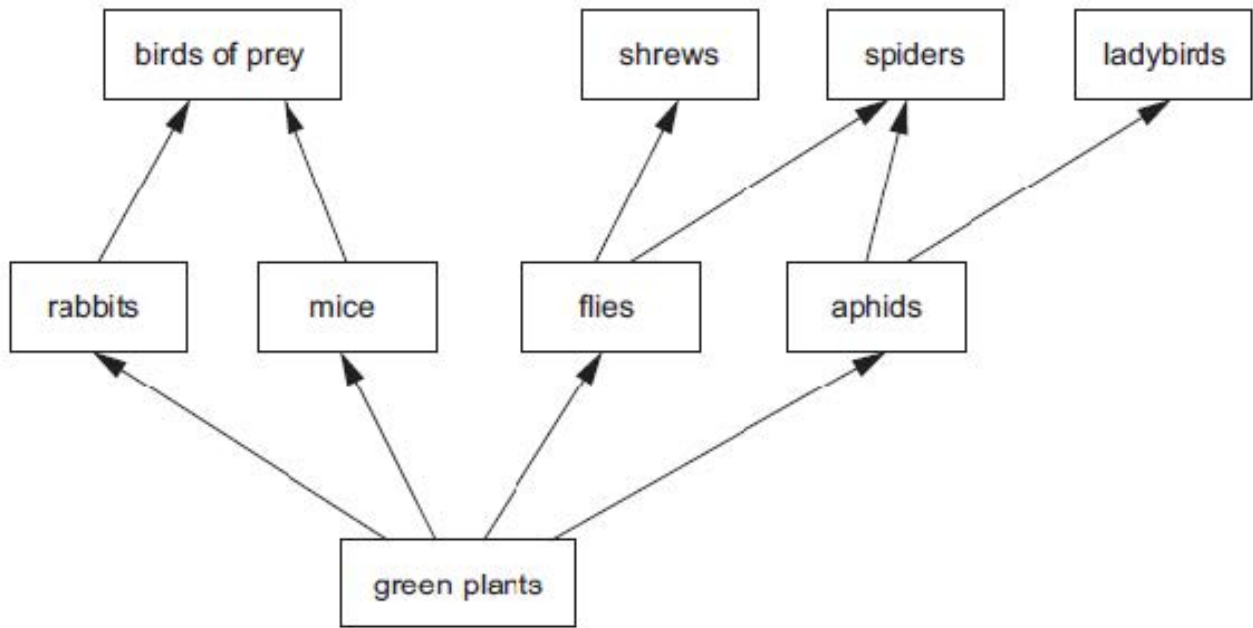 birds of prey
shrews
spiders
ladybirds
rabbits
mice
flies
aphids
green plants